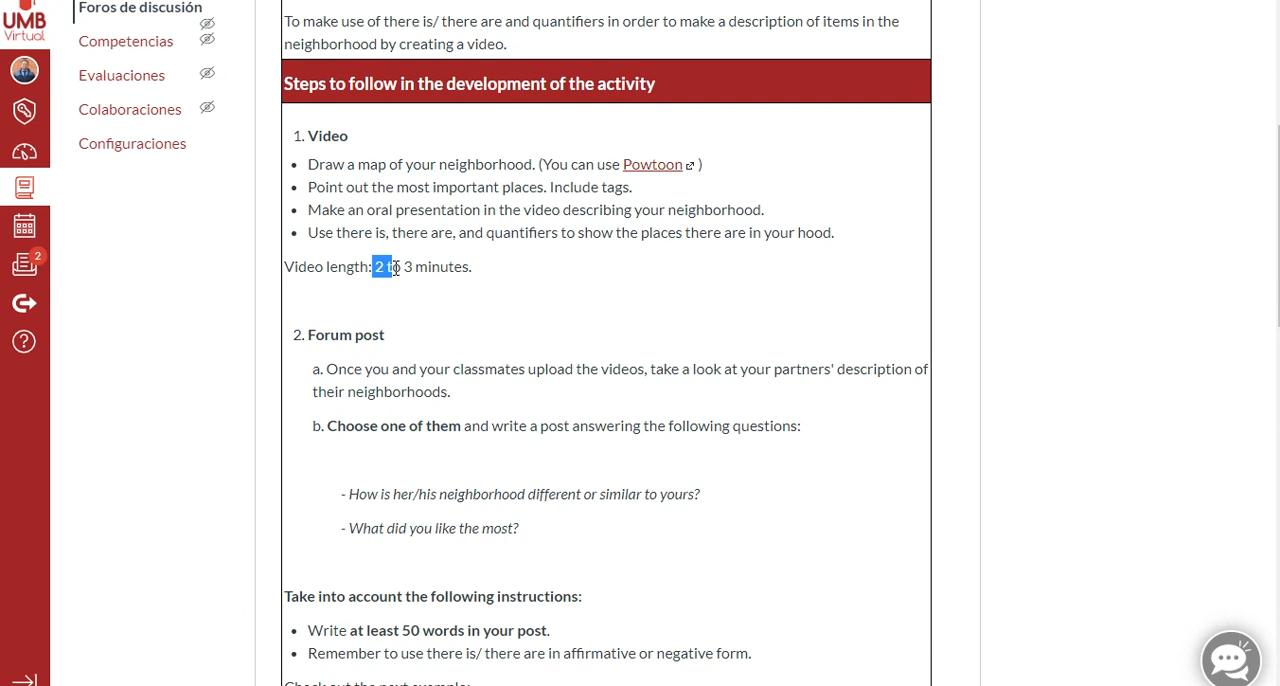 UMB
Virtual
Foros de discusión
Competencias
Evaluaciones
Colaboraciones
Configuraciones
2
To make use of there is/ there are and quantifiers in order to make a description of items in the
neighborhood by creating a video.
Steps to follow in the development of the activity
1. Video
• Draw a map of your neighborhood. (You can use Powtoon )
• Point out the most important places. Include tags.
• Make an oral presentation in the video describing your neighborhood.
• Use there is, there are, and quantifiers to show the places there are in your hood.
Video length: 2 to 3 minutes.
2. Forum post
a. Once you and your classmates upload the videos, take a look at your partners' description of
their neighborhoods.
b. Choose one of them and write a post answering the following questions:
- How is her/his neighborhood different or similar to yours?
- What did you like the most?
Take into account the following instructions:
• Write at least 50 words in your post.
• Remember to use there is/ there are in affirmative or negative form.
Check out the next example: